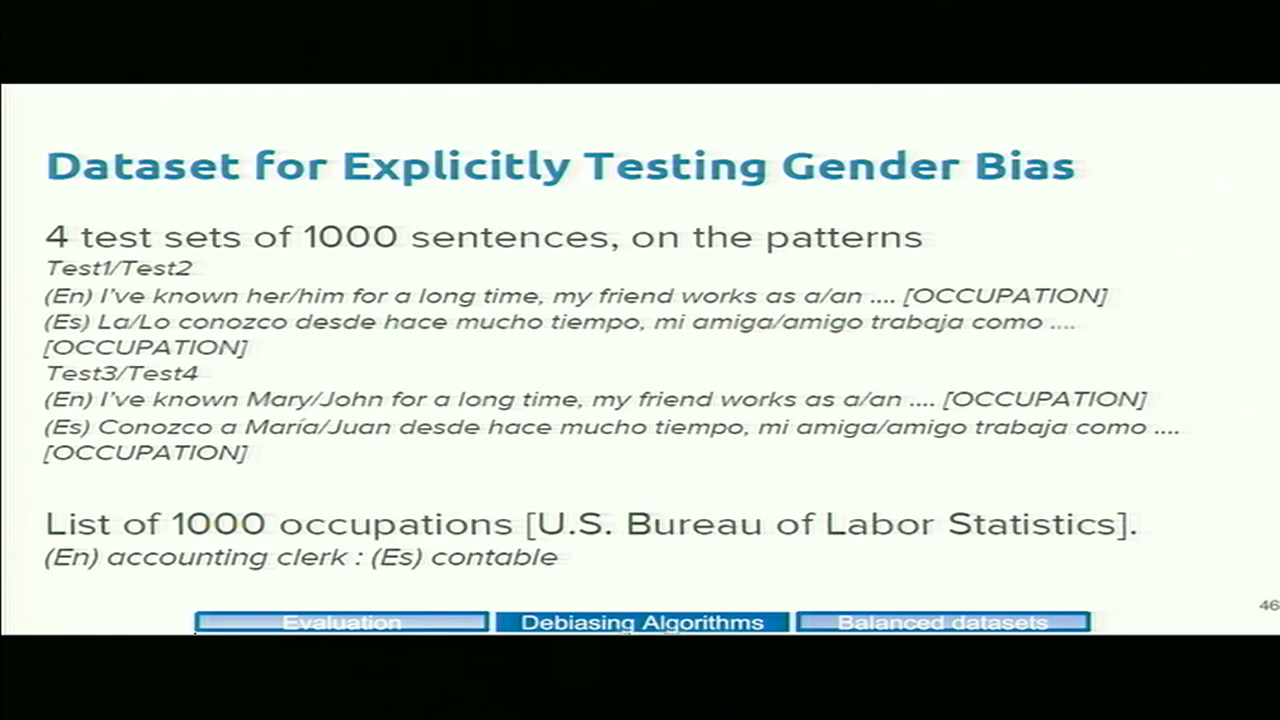 Dataset for Explicitly Testing Gender Bias
4 test sets of 1000 sentences, on the patterns
Test1/Test2
(En) I've known her/him for a long time, my friend works as a/an .... [OCCUPATION]
(Es) La/Lo conozco desde hace mucho tiempo, mi amiga/amigo trabaja como ....
[OCCUPATION]
Test3/Test4
(En) I've known Mary/John for a long time, my friend works as a/an .... [OCCUPATION]
(Es) Conozco a María/Juan desde hace mucho tiempo, mi amiga/amigo trabaja como ....
[OCCUPATION]
List of 1000 occupations [U.S. Bureau of Labor Statistics].
(En) accounting clerk : (Es) contable
46
Evaluation Debiasing Algorithms Balanced datasets